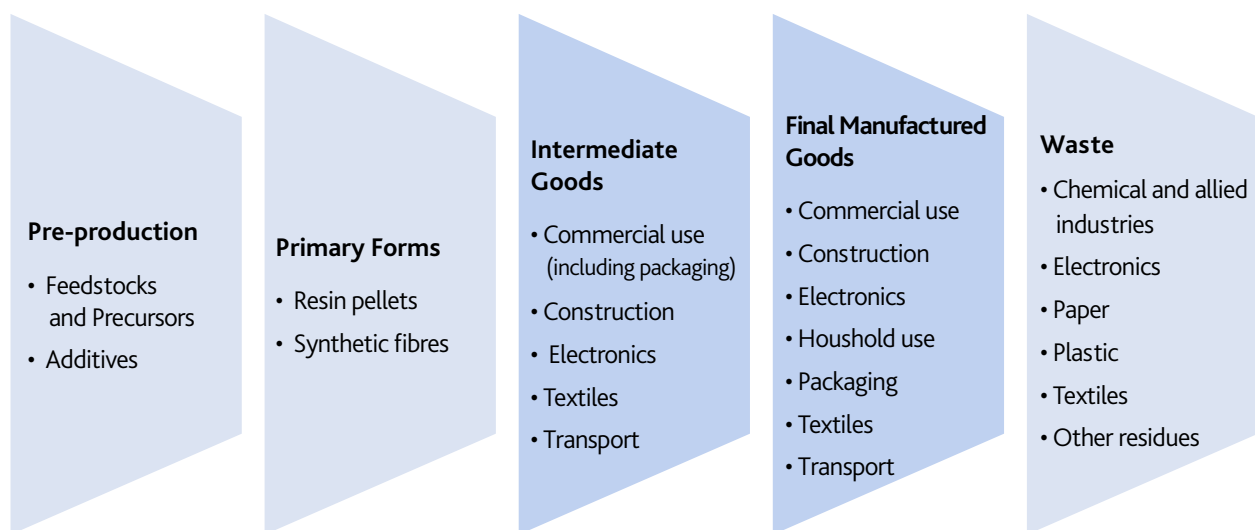 Pre-production
• Feedstocks
and Precursors
• Additives
Primary Forms
• Resin pellets
• Synthetic fibres
Intermediate
Goods
• Commercial use
(including packaging)
• Construction
• Electronics
• Textiles
• Transport
Final Manufactured
Goods
• Commercial use
• Construction
• Electronics
• Houshold use
• Packaging
• Textiles
• Transport
Waste
• Chemical and allied
industries
• Electronics
• Paper
• Plastic
• Textiles
• Other residues